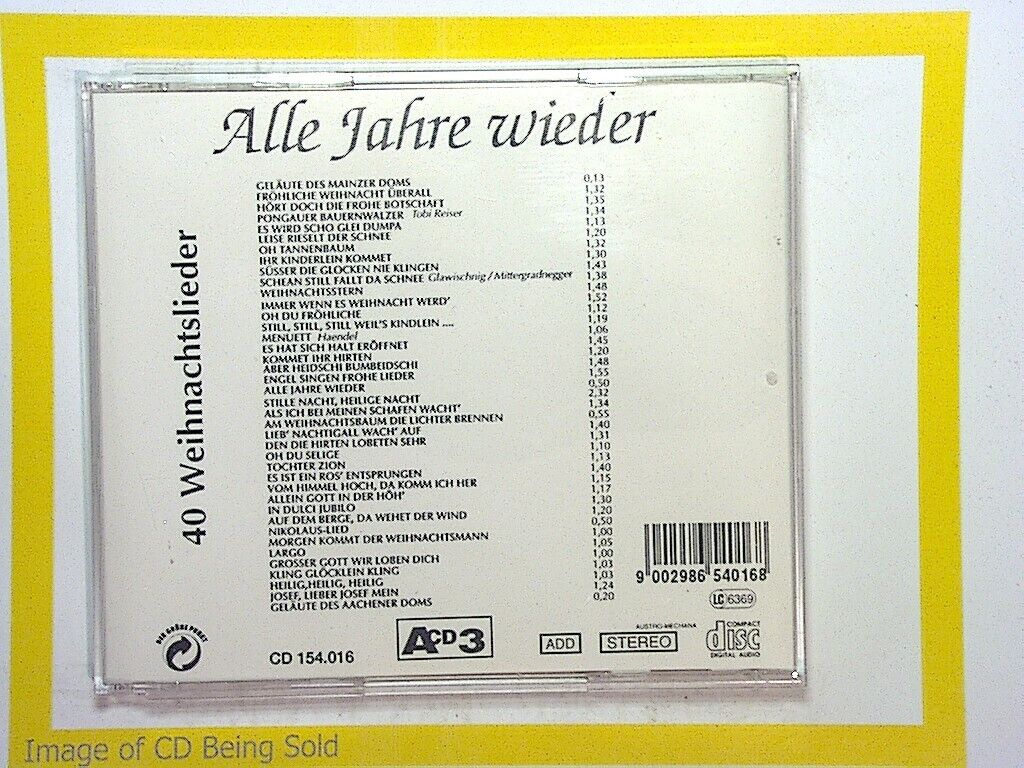 Alle Jahre wieder
40 Weihnachtslieder
GELÄUTE DES MAINZER DOMS 0,13
FRÖHLICHE WEIHNACHT ÜBERALL 1,32
HÖRT DOCH DIE FROHE BOTSCHAFT 1,35
PONGAUER BAUERNWALZER Tobi Reiser 1,34
ES WIRD SCHO GLEI DUMPA 1,13
LEISE RIESELT DER SCHNEE 1,20
OH TANNENBAUM 1,32
IHR KINDERLEIN KOMMET 1,30
SÜSSER DIE GLOCKEN NIE KLINGEN 1,43
SCHEAN STILL FALLT DA SCHNEE Glawischnig / Mittergradnegger 1,38
WEIHNACHTSSTERN 1,48
IMMER WENN ES WEIHNACHT WERD' 1,52
OH DU FRÖHLICHE 1,12
STILL, STILL, STILL WEIL'S KINDLEIN .... 1,19
MENUETT Haendel 1,06
ES HAT SICH HALT ERÖFFNET 1,45
KOMMET IHR HIRTEN 1,20
ABER HEIDSCHI BUMBEIDSCHI 1,48
ENGEL SINGEN FROHE LIEDER 1,55
ALLE JAHRE WIEDER 0,50
STILLE NACHT, HEILIGE NACHT 2,32
ALS ICH BEI MEINEN SCHAFEN WACHT' 1,34
AM WEIHNACHTSBAUM DIE LICHTER BRENNEN 0,55
LIEB' NACHTIGALL WACH' AUF 1,40
DEN DIE HIRTEN LOBETEN SEHR 1,31
OH DU SELIGE 1,10
TOCHTER ZION 1,13
ES IST EIN ROS' ENTSPRUNGEN 1,40
VOM HIMMEL HOCH, DA KOMM ICH HER 1,15
ALLEIN GOTT IN DER HÖH' 1,17
IN DULCI JUBILO 1,30
AUF DEM BERGE, DA WEHET DER WIND 1,20
NIKOLAUS-LIED 0,50
MORGEN KOMMT DER WEIHNACHTSMANN 1,00
LARGO 1,05
GROSSER GOTT WIR LOBEN DICH 1,00
KLING GLÖCKLEIN KLING 1,03
HEILIG,HEILIG, HEILIG 1,03
JOSEF, LIEBER JOSEF MEIN 1,24
GELÄUTE DES AACHENER DOMS 0,20
9 002986 540168
LC 6369
DER GRÜNE PUNKT
CD 154.016
ACD3
ADD
AUSTRO-MECHANA
STEREO
COMPACT
disc
DIGITAL AUDIO
Image of CD Being Sold